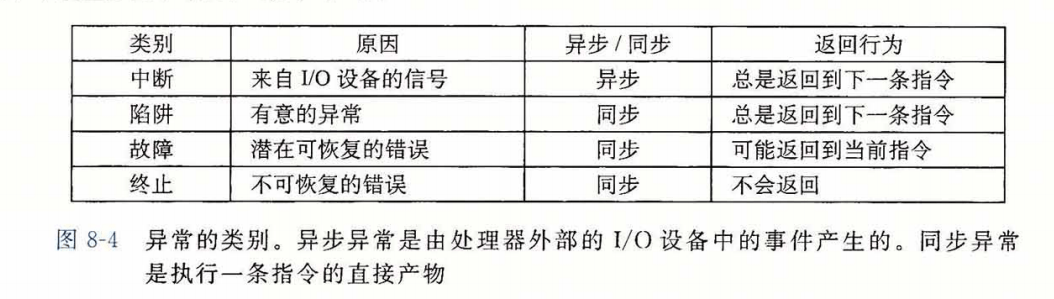 类别 原因 异步/同步 返回行为
中断 来自 I/O 设备的信号 异步 总是返回到下一条指令
陷阱 有意的异常 同步 总是返回到下一条指令
故障 潜在可恢复的错误 同步 可能返回到当前指令
终止 不可恢复的错误 同步 不会返回
图 8-4 异常的类别。异步异常是由处理器外部的 I/O 设备中的事件产生的。同步异常
是执行一条指令的直接产物